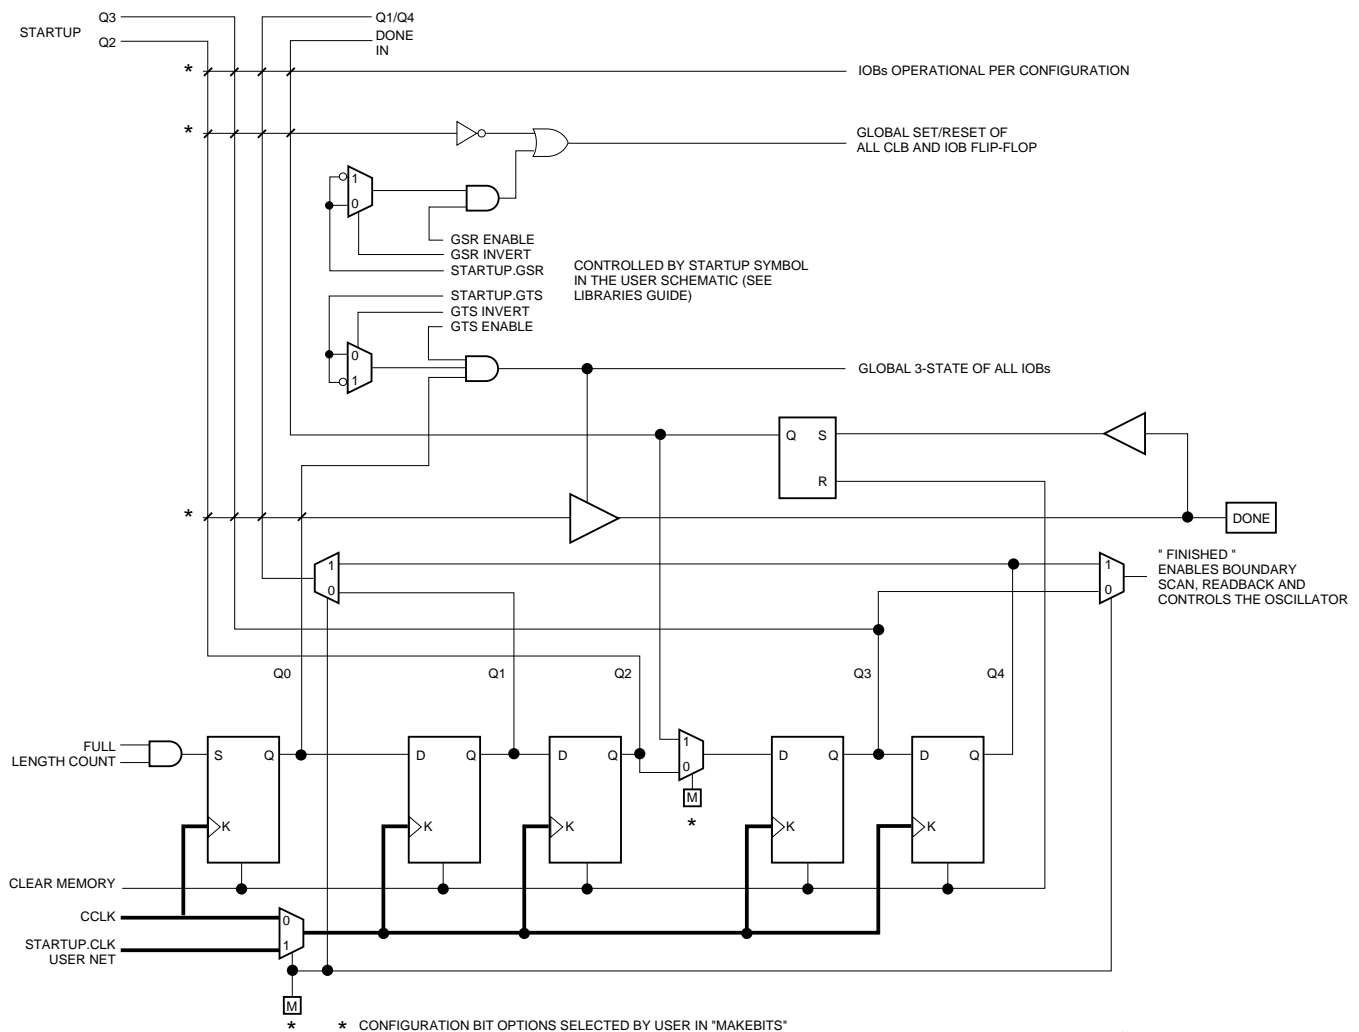 Q3
STARTUP
Q2
Q1/Q4
DONE
IN
* IOBs OPERATIONAL PER CONFIGURATION
*
GLOBAL SET/RESET OF
ALL CLB AND IOB FLIP-FLOP
1
0
GSR ENABLE
GSR INVERT
STARTUP.GSR
CONTROLLED BY STARTUP SYMBOL
IN THE USER SCHEMATIC (SEE
LIBRARIES GUIDE)
STARTUP.GTS
GTS INVERT
GTS ENABLE
0
1
GLOBAL 3-STATE OF ALL IOBs
Q S
R
*
DONE
1
0
1
0
" FINISHED "
ENABLES BOUNDARY
SCAN, READBACK AND
CONTROLS THE OSCILLATOR
Q0 Q1 Q2 Q3 Q4
FULL
LENGTH COUNT
S Q
K
D Q
K
D Q
K
1
0
M
*
D Q
K
D Q
K
CLEAR MEMORY
CCLK
STARTUP.CLK
USER NET
0
1
M
*
* CONFIGURATION BIT OPTIONS SELECTED BY USER IN "MAKEBITS"